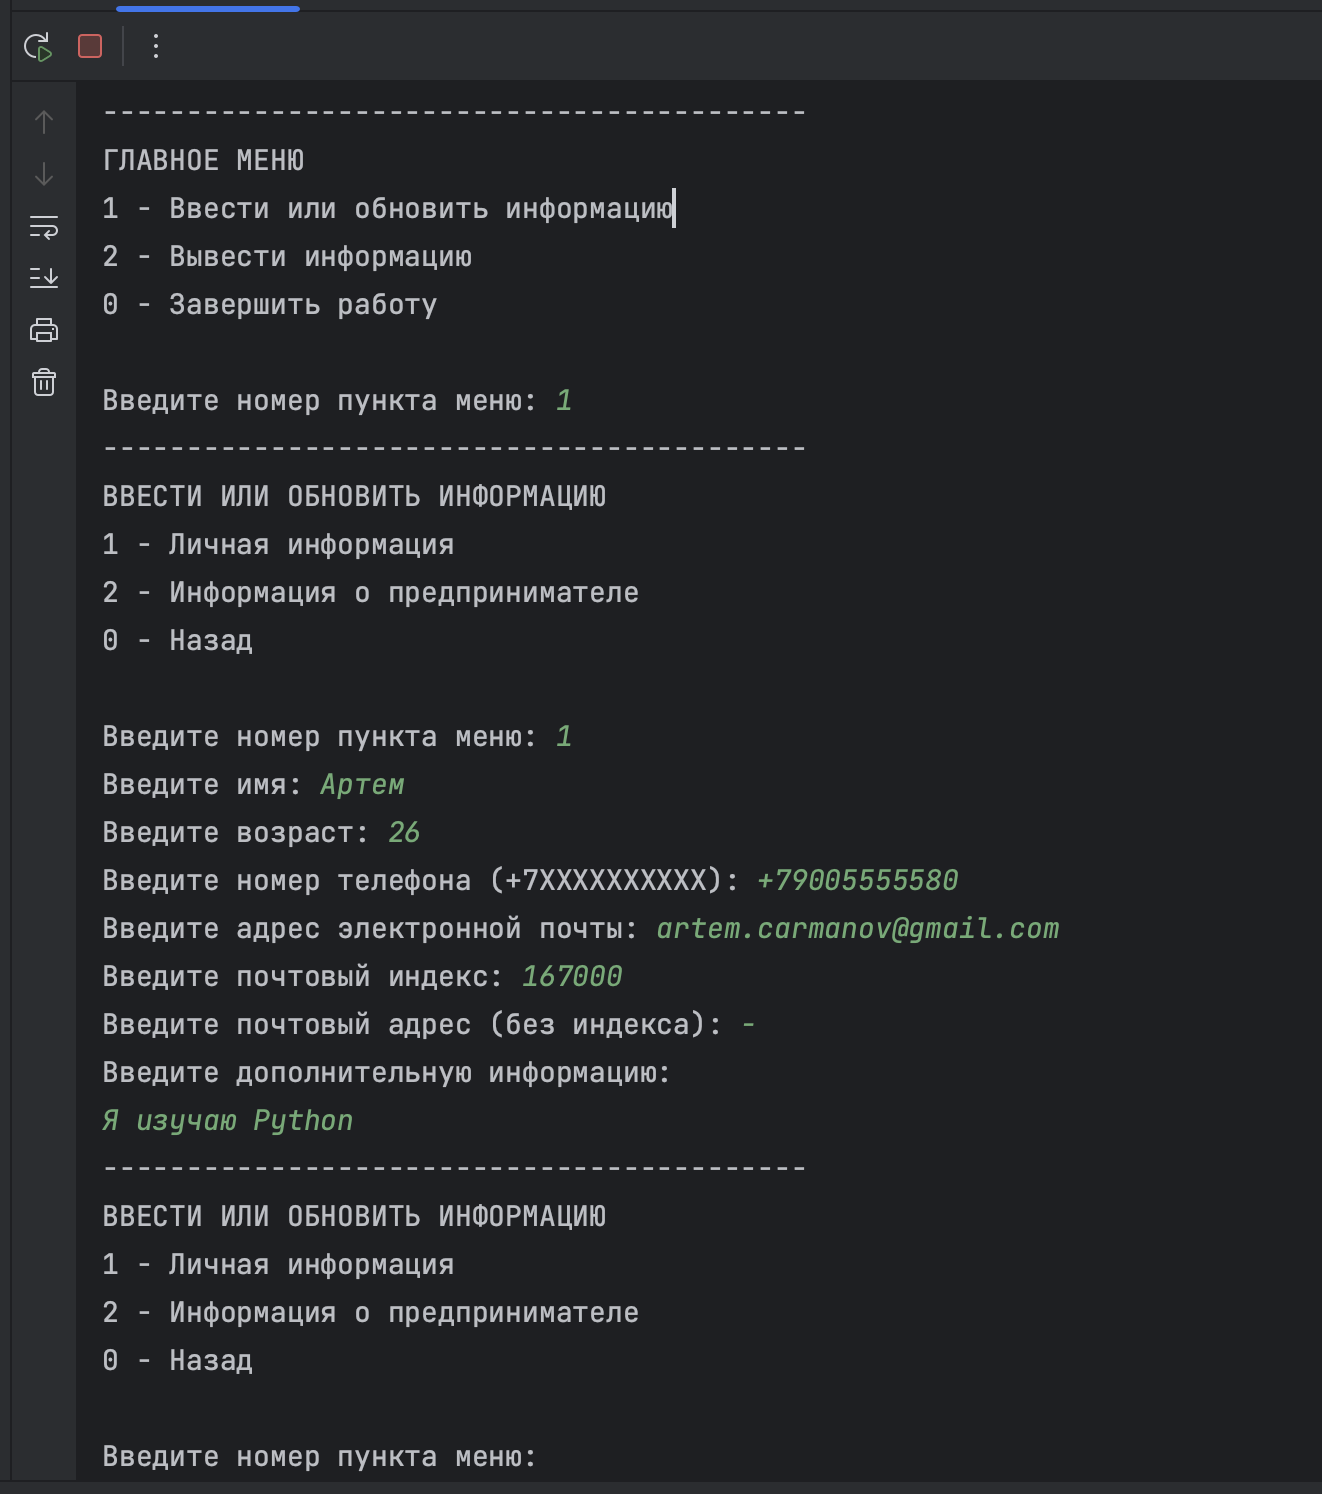 ------------------------------------------
ГЛАВНОЕ МЕНЮ
1 - Ввести или обновить информацию
2 - Вывести информацию
0 - Завершить работу
Введите номер пункта меню: 1
------------------------------------------
ВВЕСТИ ИЛИ ОБНОВИТЬ ИНФОРМАЦИЮ
1 - Личная информация
2 - Информация о предпринимателе
0 - Назад
Введите номер пункта меню: 1
Введите имя: Артем
Введите возраст: 26
Введите номер телефона (+7XXXXXXXXXX): +79005555580
Введите адрес электронной почты: artem.carmanov@gmail.com
Введите почтовый индекс: 167000
Введите почтовый адрес (без индекса): -
Введите дополнительную информацию:
Я изучаю Python
------------------------------------------
ВВЕСТИ ИЛИ ОБНОВИТЬ ИНФОРМАЦИЮ
1 - Личная информация
2 - Информация о предпринимателе
0 - Назад
Введите номер пункта меню: